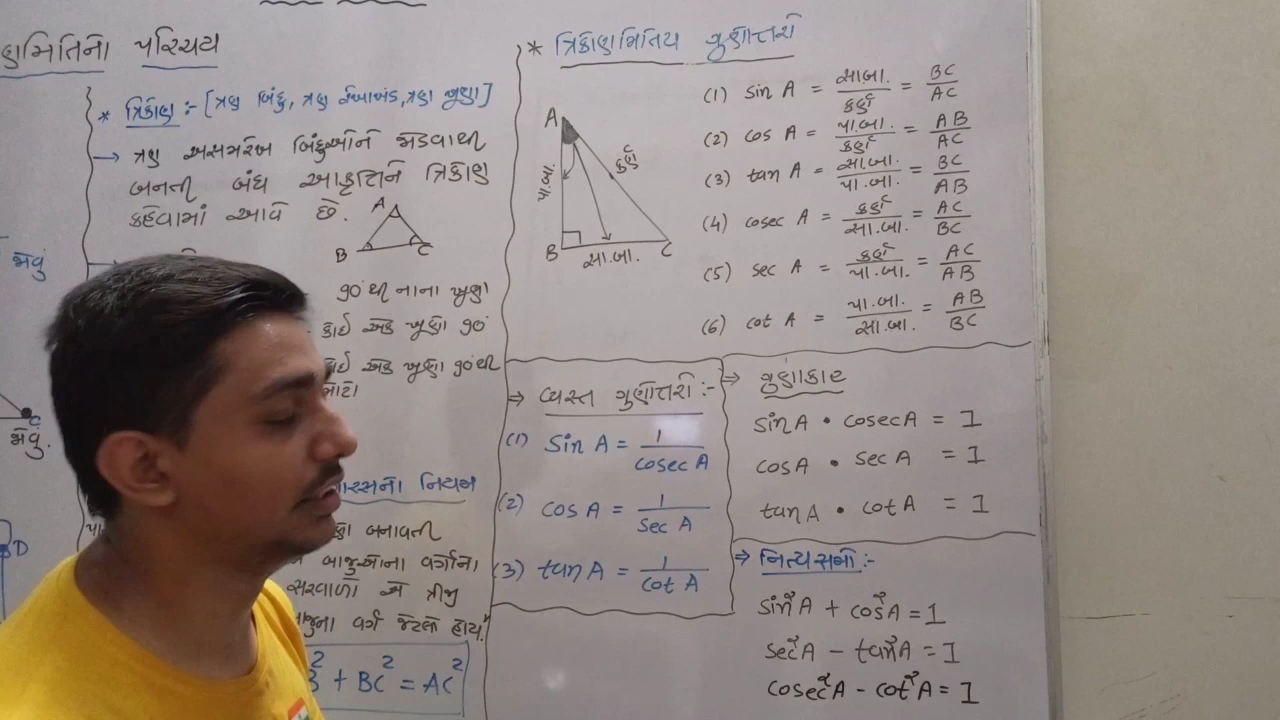 પરિચય
* ત્રિકોણ :- [ત્રણ બિંદુ, ત્રણ રેખાખંડ, ત્રણ ખૂણા]
→ ત્રણ અસમરેખ બિંદુઓને જોડવાથી
બનતી બંધ આકૃતિને ત્રિકોણ
કહેવામાં આવે છે.
A
B C
90° થી નાના ખૂણા
કોઈ એક ખૂણો 90°
કોઈ એક ખૂણો 90° થી
મોટો
નિયમ
બનાવતી
બાજુઓના વર્ગોના
સરવાળો એ ત્રીજી
વર્ગ જેટલો હોય."
² + BC² = AC²
C
D
* ત્રિકોણમિતિય ગુણોત્તરો
A
પા.બા.
કર્ણ
B સા.બા. C
(1) sin A = સા.બા. / કર્ણ = BC / AC
(2) cos A = પા.બા. / કર્ણ = AB / AC
(3) tan A = સા.બા. / પા.બા. = BC / AB
(4) cosec A = કર્ણ / સા.બા. = AC / BC
(5) sec A = કર્ણ / પા.બા. = AC / AB
(6) cot A = પા.બા. / સા.બા. = AB / BC
⇒ વ્યસ્ત ગુણોત્તરો :-
(1) Sin A = 1 / cosec A
(2) cos A = 1 / sec A
(3) tan A = 1 / cot A
⇒ ગુણાકાર
sin A · cosec A = 1
cos A · sec A = 1
tan A · cot A = 1
⇒ નિત્યસમો :-
sin²A + cos²A = 1
sec²A - tan²A = 1
cosec²A - cot²A = 1